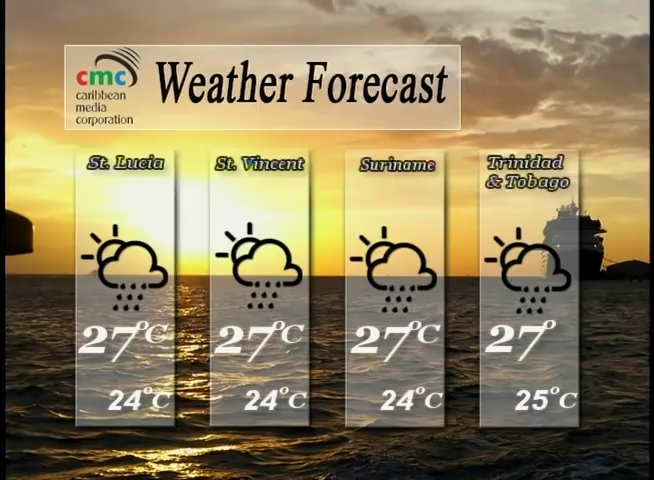 cmc
caribbean
media
corporation
Weather Forecast
St. Lucia
27°C
24°C
St. Vincent
27°C
24°C
Suriname
27°C
24°C
Trinidad
& Tobago
27°
25°C